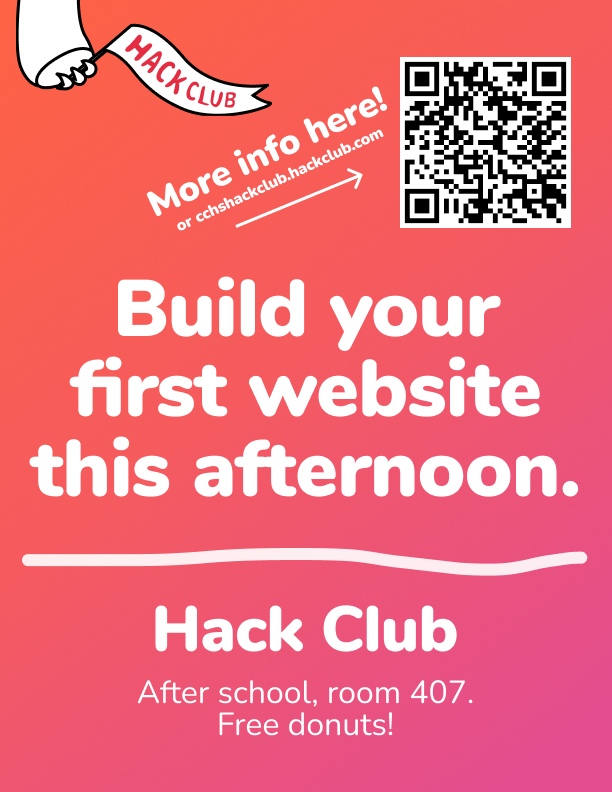 HACK CLUB
More info here!
or cchshackclub.hackclub.com
Build your
first website
this afternoon.
Hack Club
After school, room 407.
Free donuts!